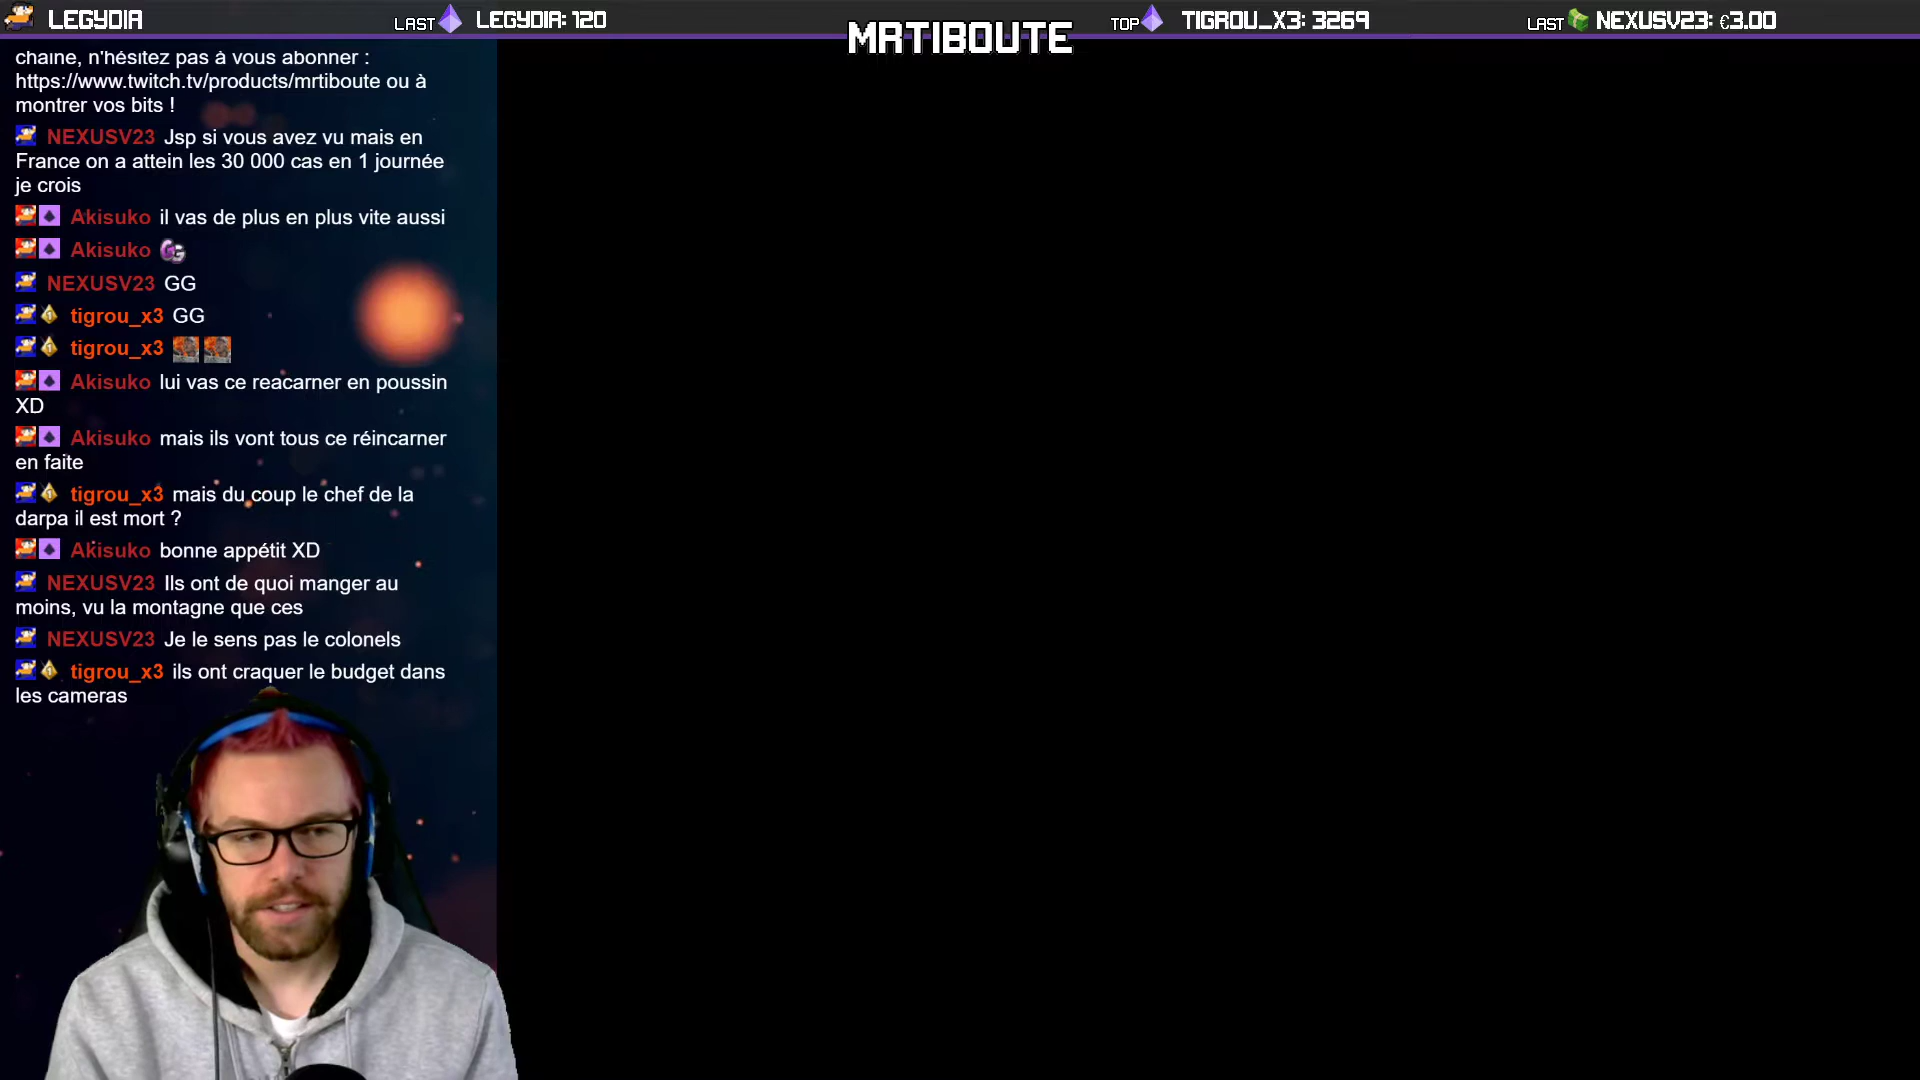 LEGYDIA
LAST LEGYDIA: 120
MRTIBOUTE
TOP TIGROU_X3: 3269
LAST NEXUSV23: €3.00
chaine, n'hésitez pas à vous abonner :
https://www.twitch.tv/products/mrtiboute ou à
montrer vos bits !
NEXUSV23 Jsp si vous avez vu mais en
France on a attein les 30 000 cas en 1 journée
je crois
Akisuko il vas de plus en plus vite aussi
Akisuko GG
NEXUSV23 GG
tigrou_x3 GG
tigrou_x3
Akisuko lui vas ce reacarner en poussin
XD
Akisuko mais ils vont tous ce réincarner
en faite
tigrou_x3 mais du coup le chef de la
darpa il est mort ?
Akisuko bonne appétit XD
NEXUSV23 Ils ont de quoi manger au
moins, vu la montagne que ces
NEXUSV23 Je le sens pas le colonels
tigrou_x3 ils ont craquer le budget dans
les cameras